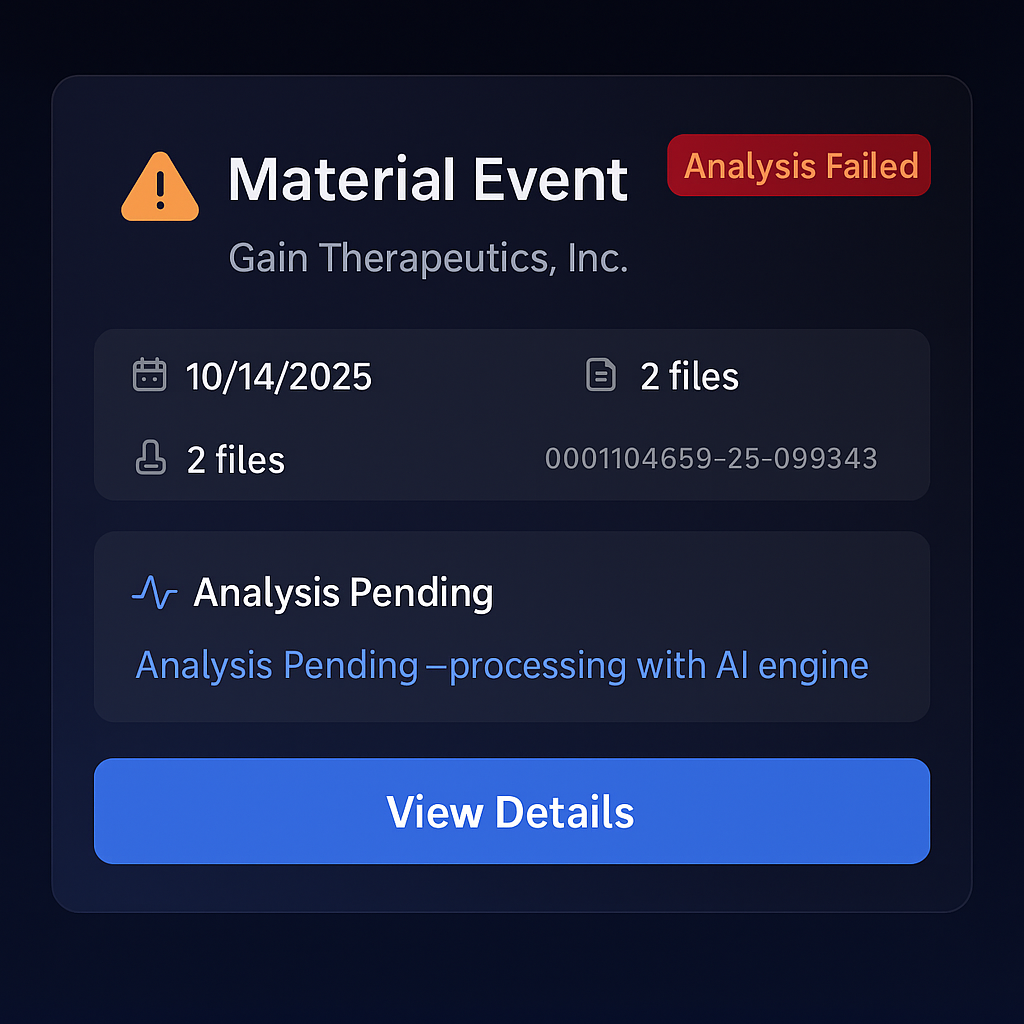 Material Event
Analysis Failed
Gain Therapeutics, Inc.
10/14/2025
2 files
2 files
0001104659-25-099343
Analysis Pending
Analysis Pending –processing with AI engine
View Details